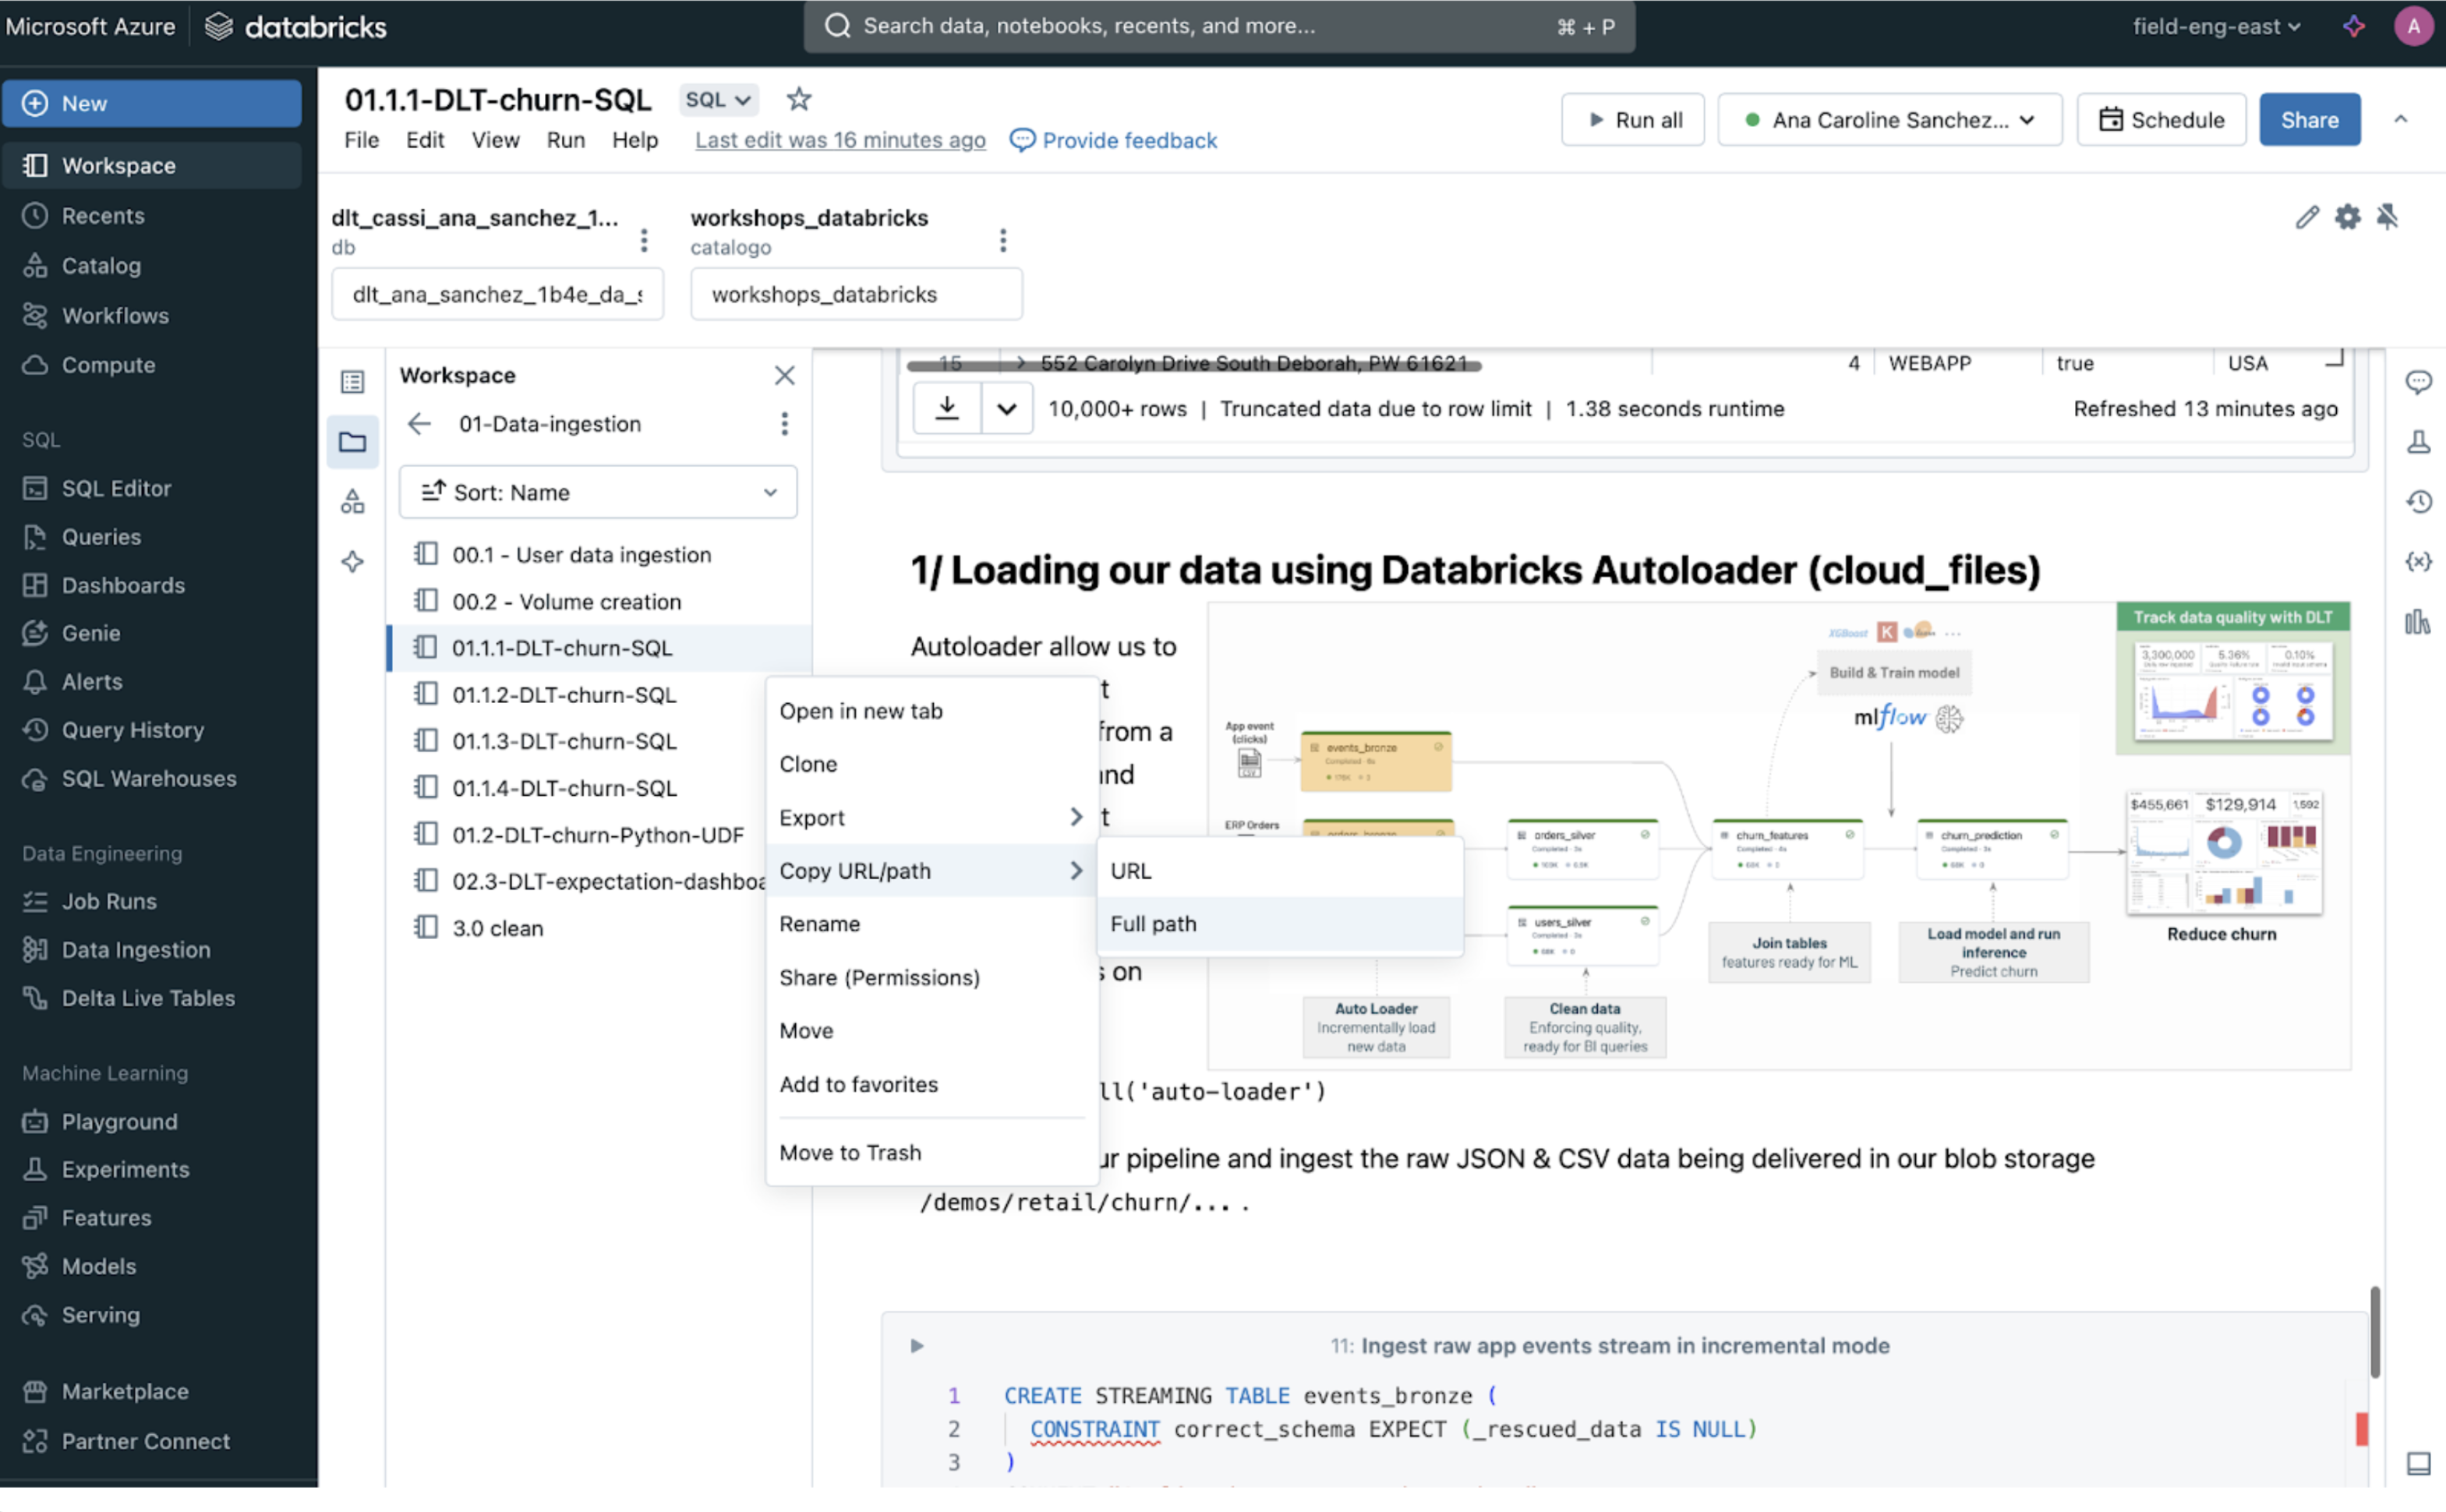 Microsoft Azure databricks
Search data, notebooks, recents, and more... ⌘ + P
field-eng-east
A
New
Workspace
Recents
Catalog
Workflows
Compute
SQL
SQL Editor
Queries
Dashboards
Genie
Alerts
Query History
SQL Warehouses
Data Engineering
Job Runs
Data Ingestion
Delta Live Tables
Machine Learning
Playground
Experiments
Features
Models
Serving
Marketplace
Partner Connect
01.1.1-DLT-churn-SQL SQL
File Edit View Run Help Last edit was 16 minutes ago Provide feedback
Run all Ana Caroline Sanchez... Schedule Share
dlt_cassi_ana_sanchez_1... workshops_databricks
db catalogo
dlt_ana_sanchez_1b4e_da_s workshops_databricks
Workspace
01-Data-ingestion
Sort: Name
00.1 - User data ingestion
00.2 - Volume creation
01.1.1-DLT-churn-SQL
01.1.2-DLT-churn-SQL
01.1.3-DLT-churn-SQL
01.1.4-DLT-churn-SQL
01.2-DLT-churn-Python-UDF
02.3-DLT-expectation-dashboa
3.0 clean
Open in new tab
Clone
Export
Copy URL/path
Rename
Share (Permissions)
Move
Add to favorites
Move to Trash
URL
Full path
15 552 Carolyn Drive South Deborah, PW 61621 4 WEBAPP true USA
10,000+ rows | Truncated data due to row limit | 1.38 seconds runtime Refreshed 13 minutes ago
1/ Loading our data using Databricks Autoloader (cloud_files)
Autoloader allow us to
t
from a
nd
t
s on
XGBoost K
Build & Train model
mlflow
Track data quality with DLT
3,300,000 5.36% 0.10%
App event
(clicks)
CSV
events_bronze
ERP Orders
orders_bronze
orders_silver
users_silver
churn_features
churn_prediction
$455,661 $129,914 1,592
Reduce churn
Auto Loader
Incrementally load
new data
Clean data
Enforcing quality,
ready for BI queries
Join tables
features ready for ML
Load model and run
inference
Predict churn
ll('auto-loader')
ur pipeline and ingest the raw JSON & CSV data being delivered in our blob storage
/demos/retail/churn/... .
11: Ingest raw app events stream in incremental mode
1 CREATE STREAMING TABLE events_bronze (
2 CONSTRAINT correct_schema EXPECT (_rescued_data IS NULL)
3 )